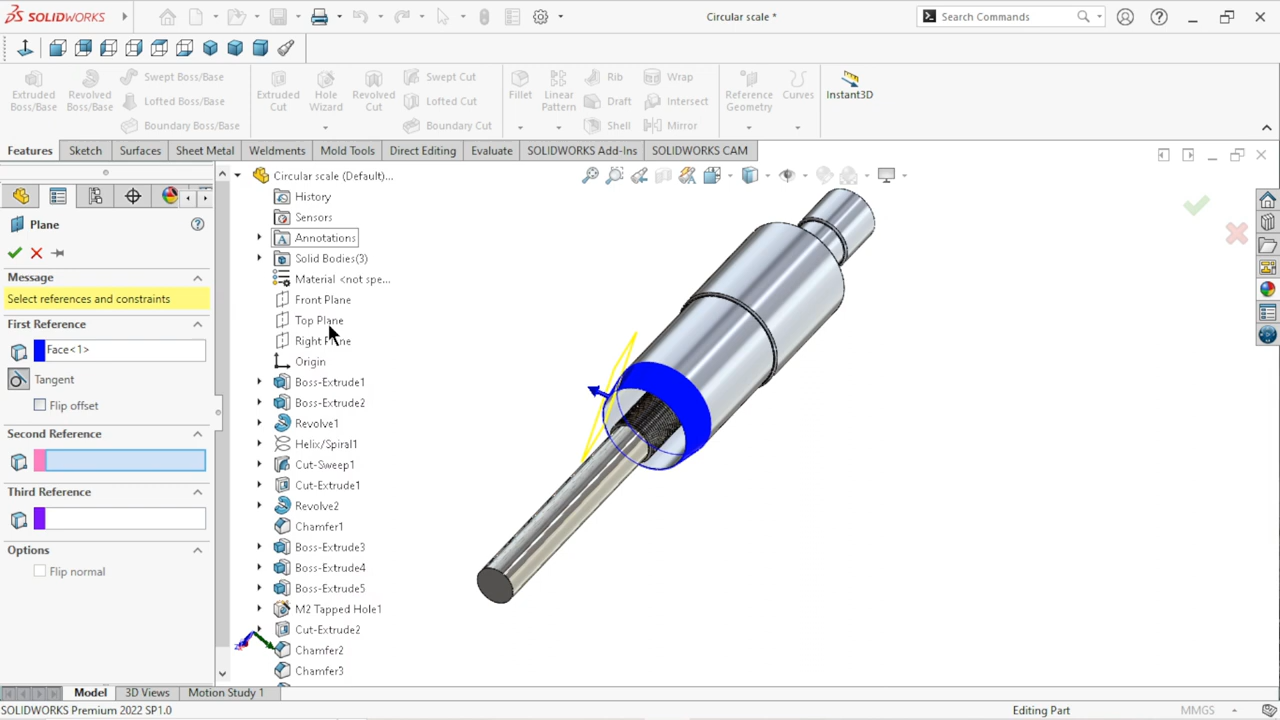 SOLIDWORKS
Circular scale *
Search Commands
Extruded Boss/Base
Revolved Boss/Base
Swept Boss/Base
Lofted Boss/Base
Boundary Boss/Base
Extruded Cut
Hole Wizard
Revolved Cut
Swept Cut
Lofted Cut
Boundary Cut
Fillet
Linear Pattern
Rib
Draft
Shell
Wrap
Intersect
Mirror
Reference Geometry
Curves
Instant3D
Features
Sketch
Surfaces
Sheet Metal
Weldments
Mold Tools
Direct Editing
Evaluate
SOLIDWORKS Add-Ins
SOLIDWORKS CAM
Plane
Message
Select references and constraints
First Reference
Face<1>
Tangent
Flip offset
Second Reference
Third Reference
Options
Flip normal
Circular scale (Default)...
History
Sensors
Annotations
Solid Bodies(3)
Material <not spe...
Front Plane
Top Plane
Right Plane
Origin
Boss-Extrude1
Boss-Extrude2
Revolve1
Helix/Spiral1
Cut-Sweep1
Cut-Extrude1
Revolve2
Chamfer1
Boss-Extrude3
Boss-Extrude4
Boss-Extrude5
M2 Tapped Hole1
Cut-Extrude2
Chamfer2
Chamfer3
Model
3D Views
Motion Study 1
SOLIDWORKS Premium 2022 SP1.0
Editing Part
MMGS